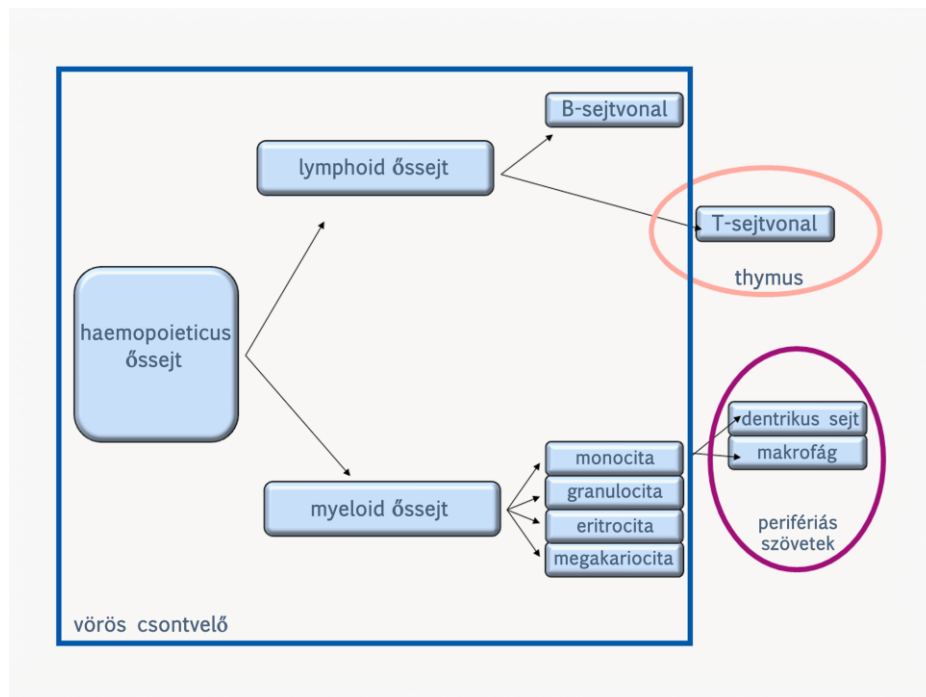 B-sejtvonal
lymphoid őssejt
T-sejtvonal
thymus
haemopoieticus
őssejt
dentrikus sejt
makrofág
monocita
granulocita
eritrocita
megakariocita
myeloid őssejt
perifériás
szövetek
vörös csontvelő